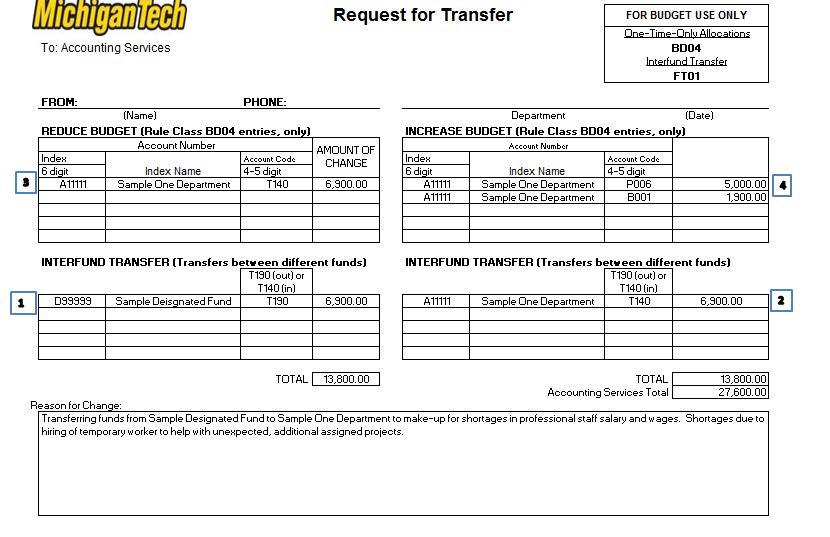 MichiganTech
Request for Transfer
FOR BUDGET USE ONLY
One-Time-Only Allocations
BD04
Interfund Transfer
FT01
To: Accounting Services
FROM: PHONE:
(Name) Department (Date)
REDUCE BUDGET (Rule Class BD04 entries, only) INCREASE BUDGET (Rule Class BD04 entries, only)
Account Number AMOUNT OF CHANGE Account Number
Index Account Code Index Account Code
6 digit Index Name 4-5 digit 6 digit Index Name 4-5 digit
3 A11111 Sample One Department T140 6,900.00 A11111 Sample One Department P006 5,000.00 4
A11111 Sample One Department B001 1,900.00
INTERFUND TRANSFER (Transfers between different funds) INTERFUND TRANSFER (Transfers between different funds)
T190 (out) or T190 (out) or
T140 (in) T140 (in)
1 D99999 Sample Deisgnated Fund T190 6,900.00 A11111 Sample One Department T140 6,900.00 2
TOTAL 13,800.00 TOTAL 13,800.00
Accounting Services Total 27,600.00
Reason for Change:
Transferring funds from Sample Designated Fund to Sample One Department to make-up for shortages in professional staff salary and wages. Shortages due to
hiring of temporary worker to help with unexpected, additional assigned projects.